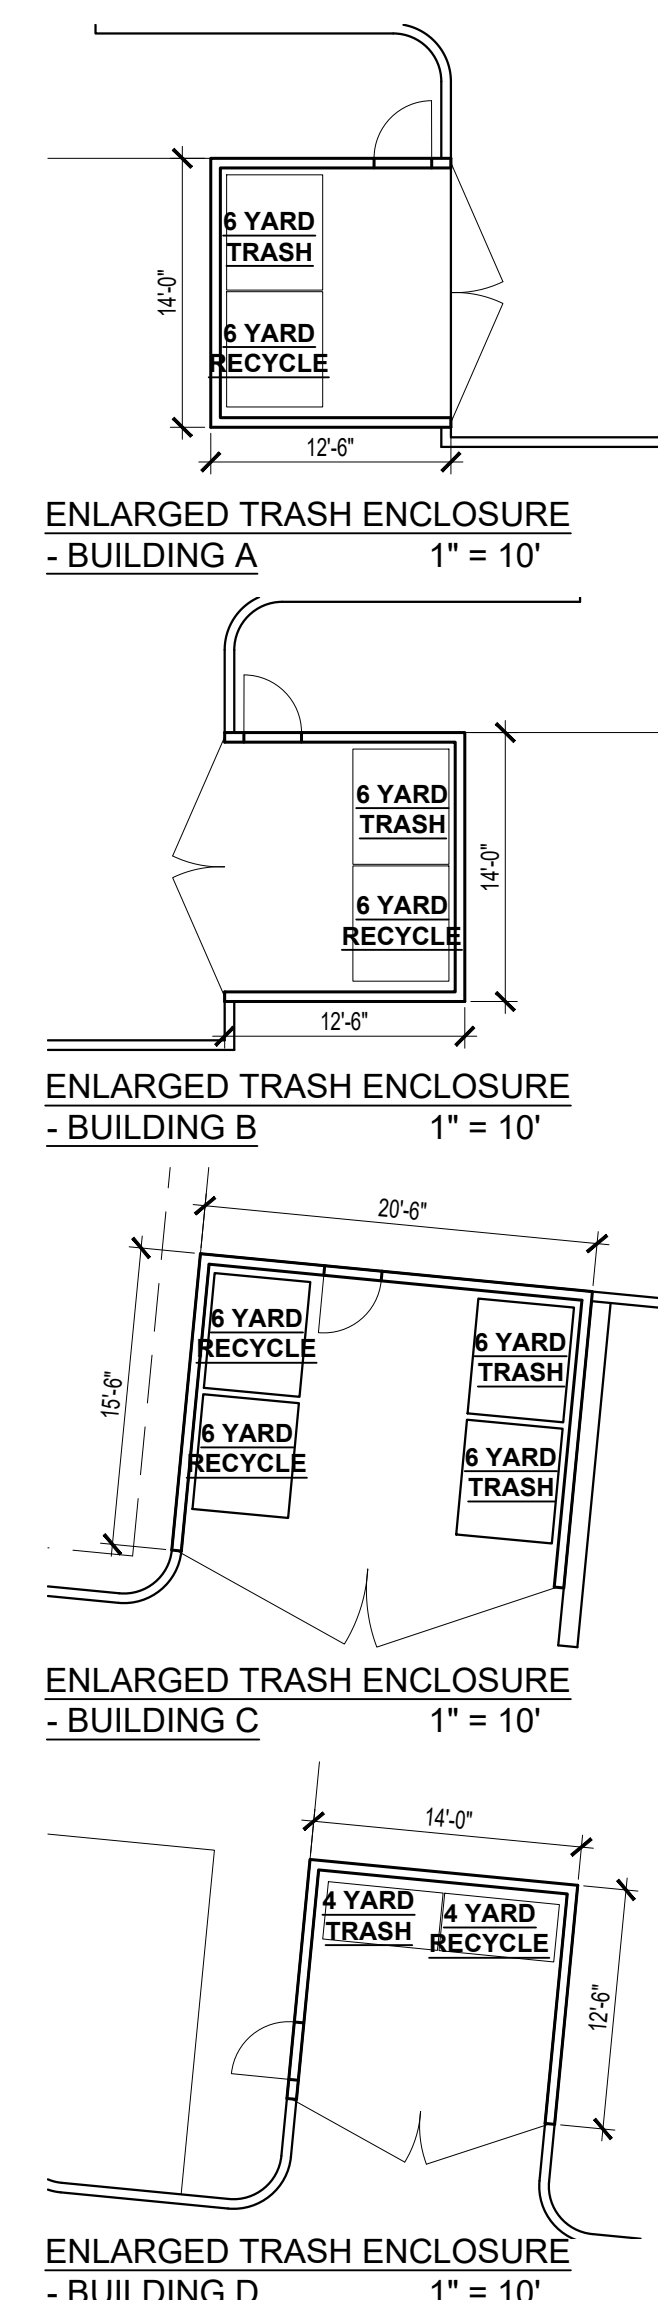 6 YARD
TRASH
14'-0"
6 YARD
RECYCLE
12'-6"
ENLARGED TRASH ENCLOSURE
- BUILDING A 1" = 10'
6 YARD
TRASH
14'-0"
6 YARD
RECYCLE
12'-6"
ENLARGED TRASH ENCLOSURE
- BUILDING B 1" = 10'
20'-6"
6 YARD
RECYCLE
6 YARD
TRASH
15'-6"
6 YARD
RECYCLE
6 YARD
TRASH
ENLARGED TRASH ENCLOSURE
- BUILDING C 1" = 10'
14'-0"
4 YARD
TRASH
4 YARD
RECYCLE
12'-6"
ENLARGED TRASH ENCLOSURE
- BUILDING D 1" = 10'